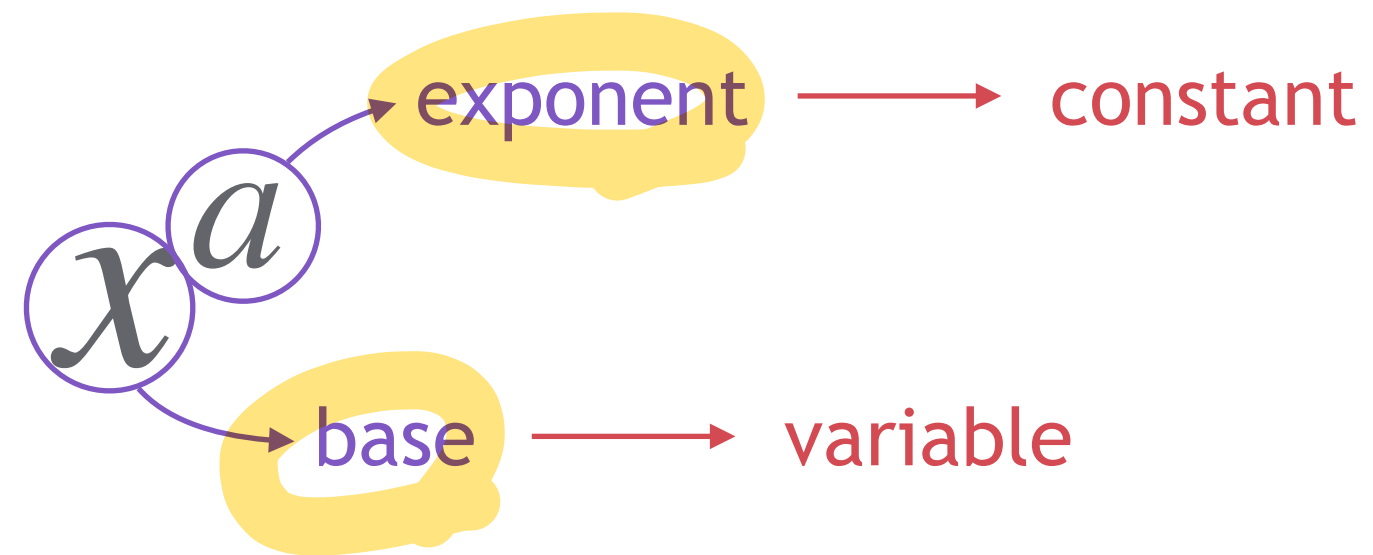 exponent → constant
x^a
base → variable